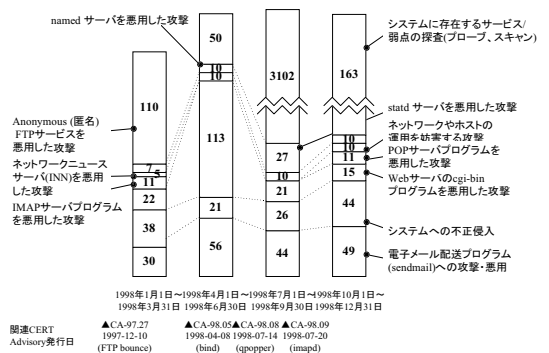 named サーバを悪用した攻撃
システムに存在するサービス/
弱点の探査(プローブ、スキャン)
Anonymous (匿名)
FTPサービスを
悪用した攻撃
ネットワークニュース
サーバ(INN)を悪用
した攻撃
IMAPサーバプログラム
を悪用した攻撃
statd サーバを悪用した攻撃
ネットワークやホストの
運用を妨害する攻撃
POPサーバプログラム
を悪用した攻撃
Webサーバのcgi-bin
プログラムを悪用した攻撃
システムへの不正侵入
電子メール配送プログラム
(sendmail)への攻撃・悪用
110
7
5
11
22
38
30
50
10
10
113
21
56
3102
27
10
21
26
44
163
10
10
11
15
44
49
1998年1月1日～
1998年3月31日
1998年4月1日～
1998年6月30日
1998年7月1日～
1998年9月30日
1998年10月1日～
1998年12月31日
関連CERT
Advisory発行日
▲CA-97.27
1997-12-10
(FTP bounce)
▲CA-98.05
1998-04-08
(bind)
▲CA-98.08
1998-07-14
(qpopper)
▲CA-98.09
1998-07-20
(imapd)